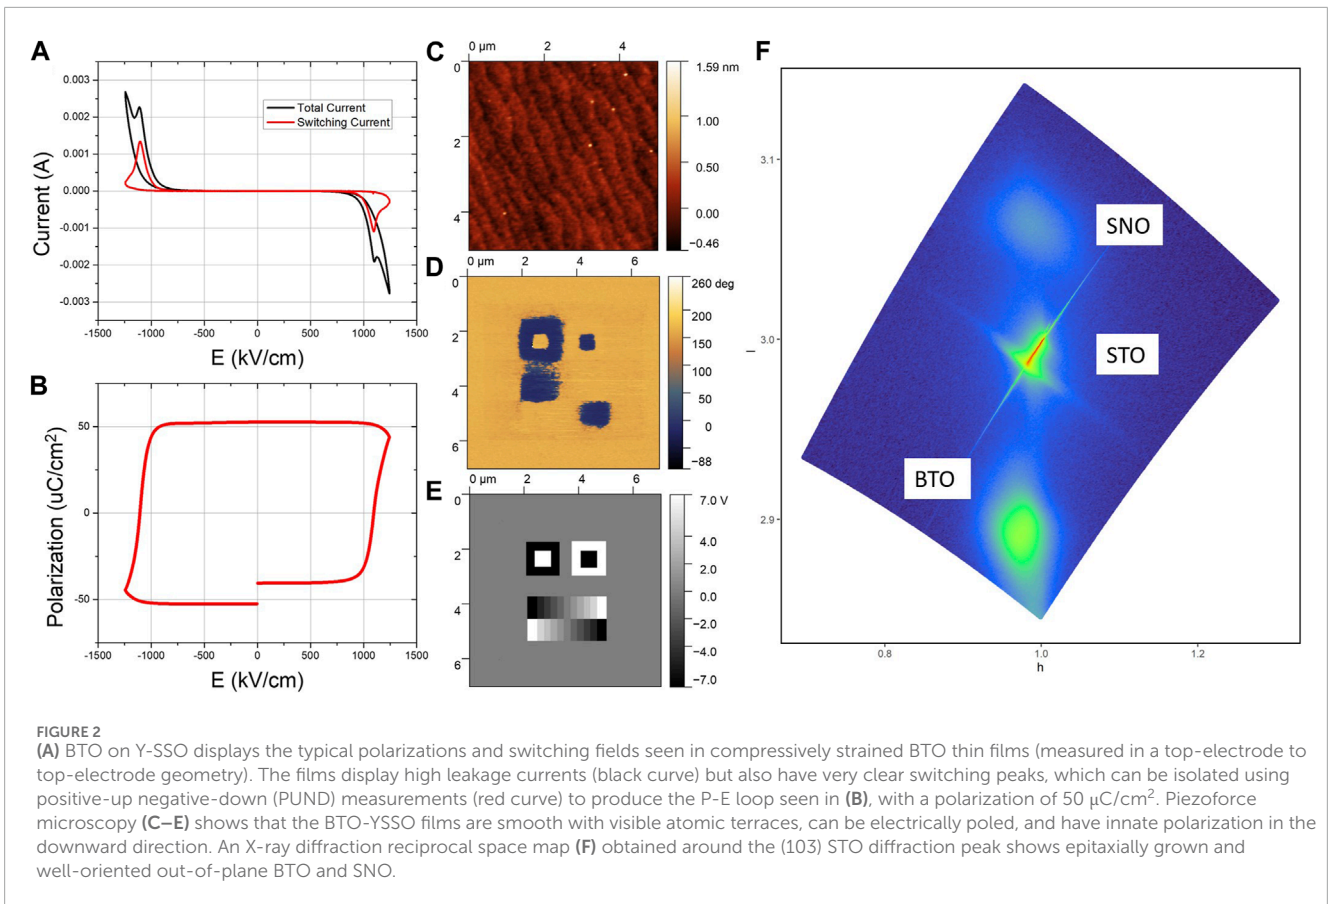 A
0.003
0.002
0.001
0.000
-0.001
-0.002
-0.003
Current (A)
Total Current
Switching Current
-1500 -1000 -500 0 500 1000 1500
E (kV/cm)
B
50
0
-50
Polarization (uC/cm²)
-1500 -1000 -500 0 500 1000 1500
E (kV/cm)
C
0 µm 2 4
0
2
4
1.59 nm
1.00
0.50
0.00
−0.46
D
0 µm 2 4 6
0
2
4
6
260 deg
200
150
100
50
0
−88
E
0 µm 2 4 6
0
2
4
6
7.0 V
4.0
2.0
0.0
−2.0
−4.0
−7.0
F
3.1
3.0
2.9
l
SNO
STO
BTO
0.8 1.0 1.2
h
FIGURE 2
(A) BTO on Y-SSO displays the typical polarizations and switching fields seen in compressively strained BTO thin films (measured in a top-electrode to
top-electrode geometry). The films display high leakage currents (black curve) but also have very clear switching peaks, which can be isolated using
positive-up negative-down (PUND) measurements (red curve) to produce the P-E loop seen in (B), with a polarization of 50 µC/cm². Piezoforce
microscopy (C–E) shows that the BTO-YSSO films are smooth with visible atomic terraces, can be electrically poled, and have innate polarization in the
downward direction. An X-ray diffraction reciprocal space map (F) obtained around the (103) STO diffraction peak shows epitaxially grown and
well-oriented out-of-plane BTO and SNO.